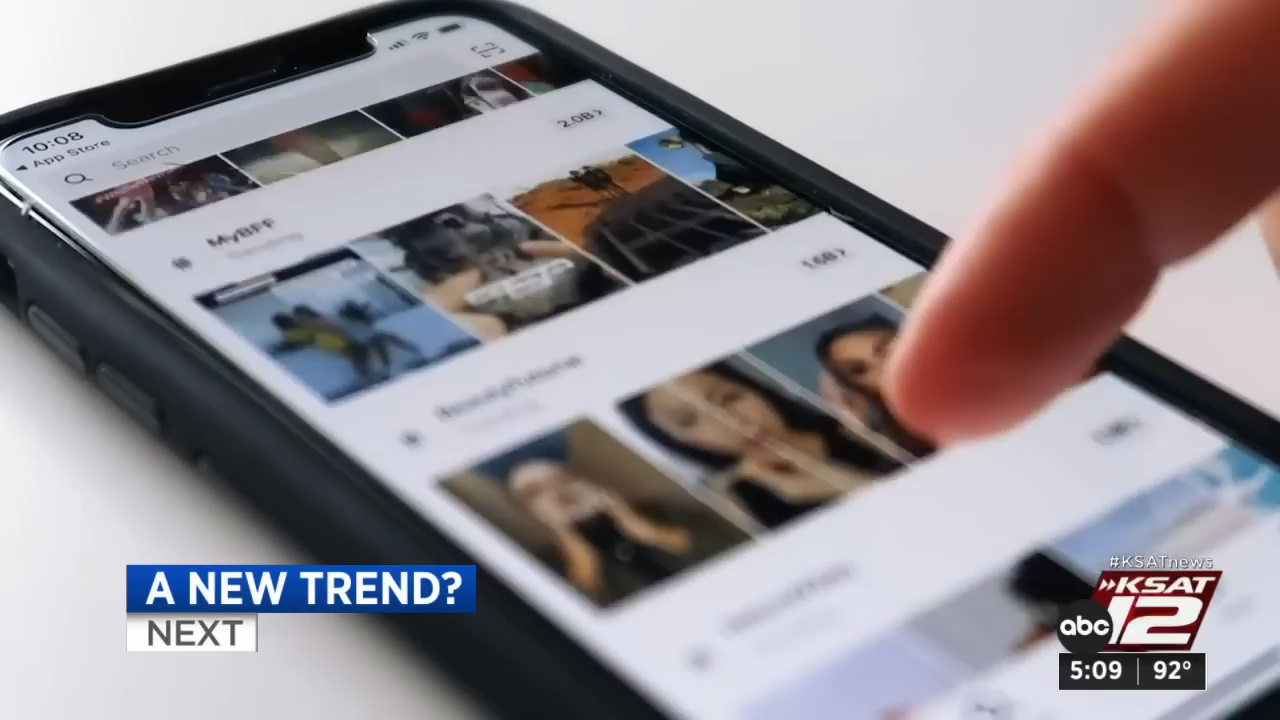 10:08
App Store
Search
2.0B>
MyBFF
1.6B>
A NEW TREND?
NEXT
#KSATnews
KSAT
abc 12
5:09 92°